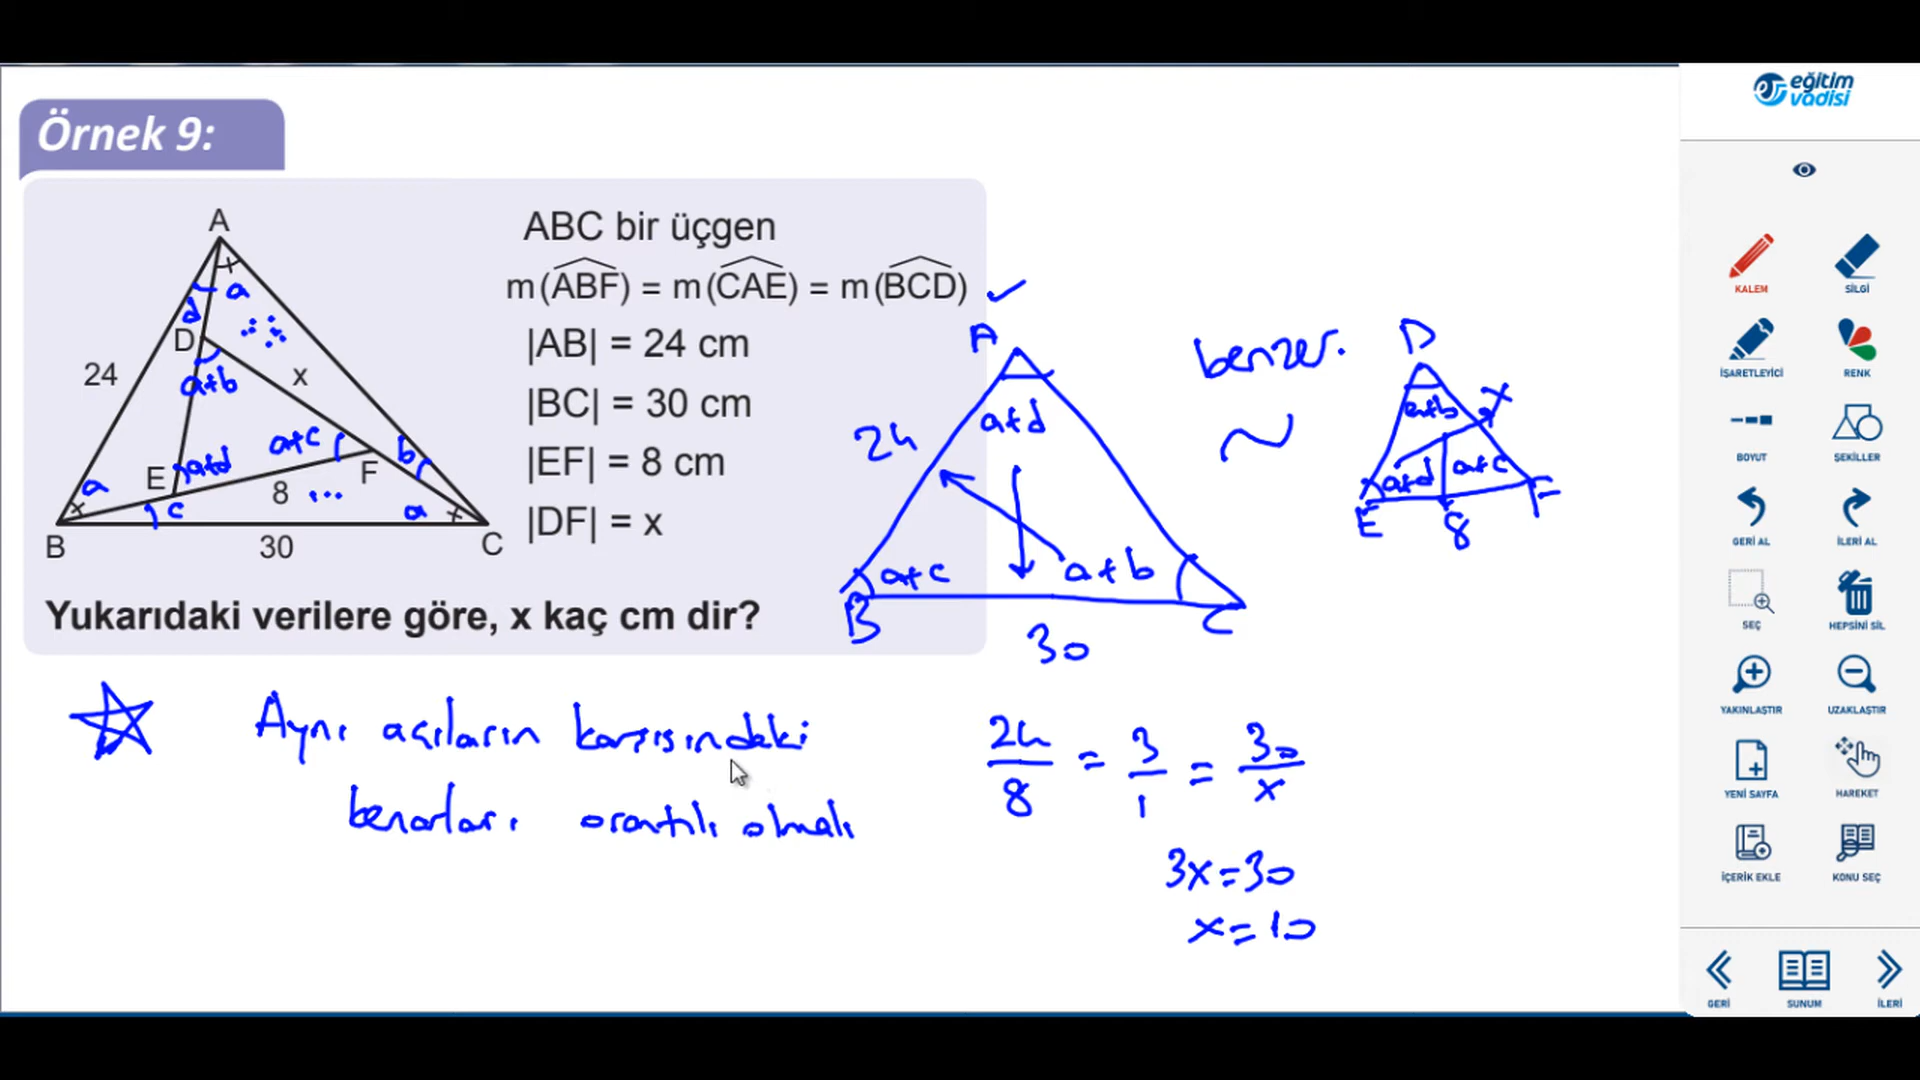 eğitim
vadisi
Örnek 9:
A
a
d
D
24
x
a+b
a+c
b
E
a+d
F
a
8
c
a
B
30
C
ABC bir üçgen
m(ABF) = m(CAE) = m(BCD)
|AB| = 24 cm
|BC| = 30 cm
|EF| = 8 cm
|DF| = x
Yukarıdaki verilere göre, x kaç cm dir?
A
24
a+d
B
a+c
a+b
C
30
benzer.
~
D
x
a+b
a+d
a+c
E
8
F
Aynı açıların karşısındaki
kenarları orantılı olmalı
24/8 = 3/1 = 30/x
3x=30
x=10
KALEM
SİLGİ
İŞARETLEYİCİ
RENK
BOYUT
ŞEKİLLER
GERİ AL
İLERİ AL
SEÇ
HEPSİNİ SİL
YAKINLAŞTIR
UZAKLAŞTIR
YENİ SAYFA
HAREKET
İÇERİK EKLE
KONU SEÇ
GERİ
SUNUM
İLERİ